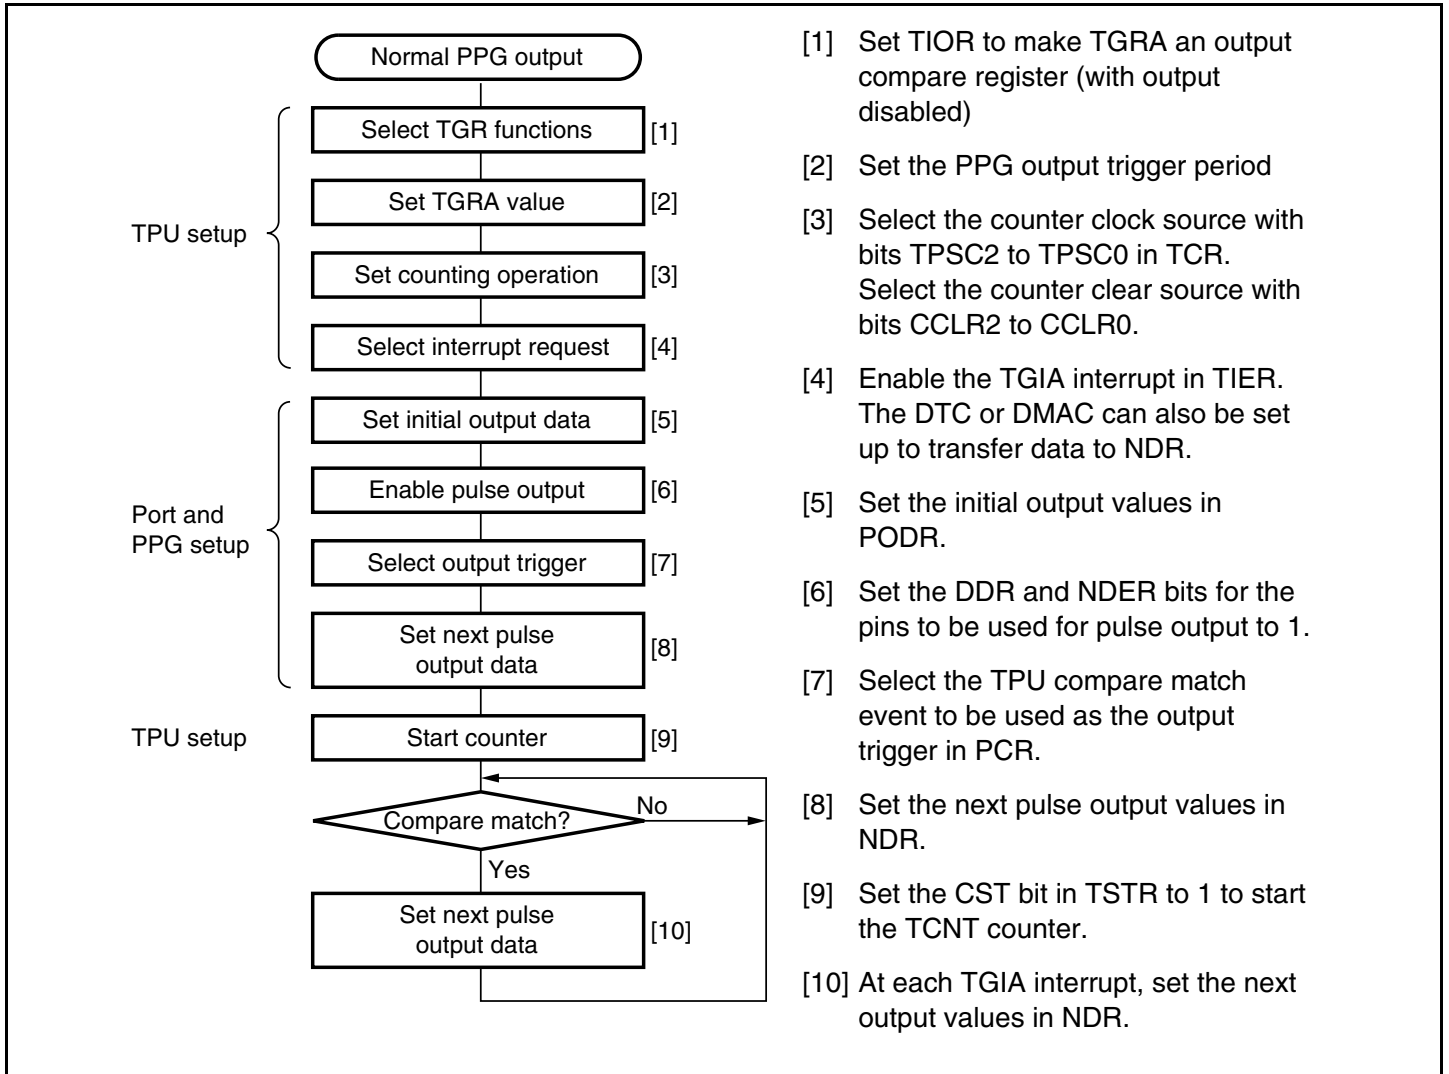 Normal PPG output
Select TGR functions [1]
Set TGRA value [2]
TPU setup
Set counting operation [3]
Select interrupt request [4]
Set initial output data [5]
Enable pulse output [6]
Port and
PPG setup
Select output trigger [7]
Set next pulse
output data
[8]
TPU setup
Start counter [9]
Compare match?
No
Yes
Set next pulse
output data
[10]
[1] Set TIOR to make TGRA an output
compare register (with output
disabled)
[2] Set the PPG output trigger period
[3] Select the counter clock source with
bits TPSC2 to TPSC0 in TCR.
Select the counter clear source with
bits CCLR2 to CCLR0.
[4] Enable the TGIA interrupt in TIER.
The DTC or DMAC can also be set
up to transfer data to NDR.
[5] Set the initial output values in
PODR.
[6] Set the DDR and NDER bits for the
pins to be used for pulse output to 1.
[7] Select the TPU compare match
event to be used as the output
trigger in PCR.
[8] Set the next pulse output values in
NDR.
[9] Set the CST bit in TSTR to 1 to start
the TCNT counter.
[10] At each TGIA interrupt, set the next
output values in NDR.